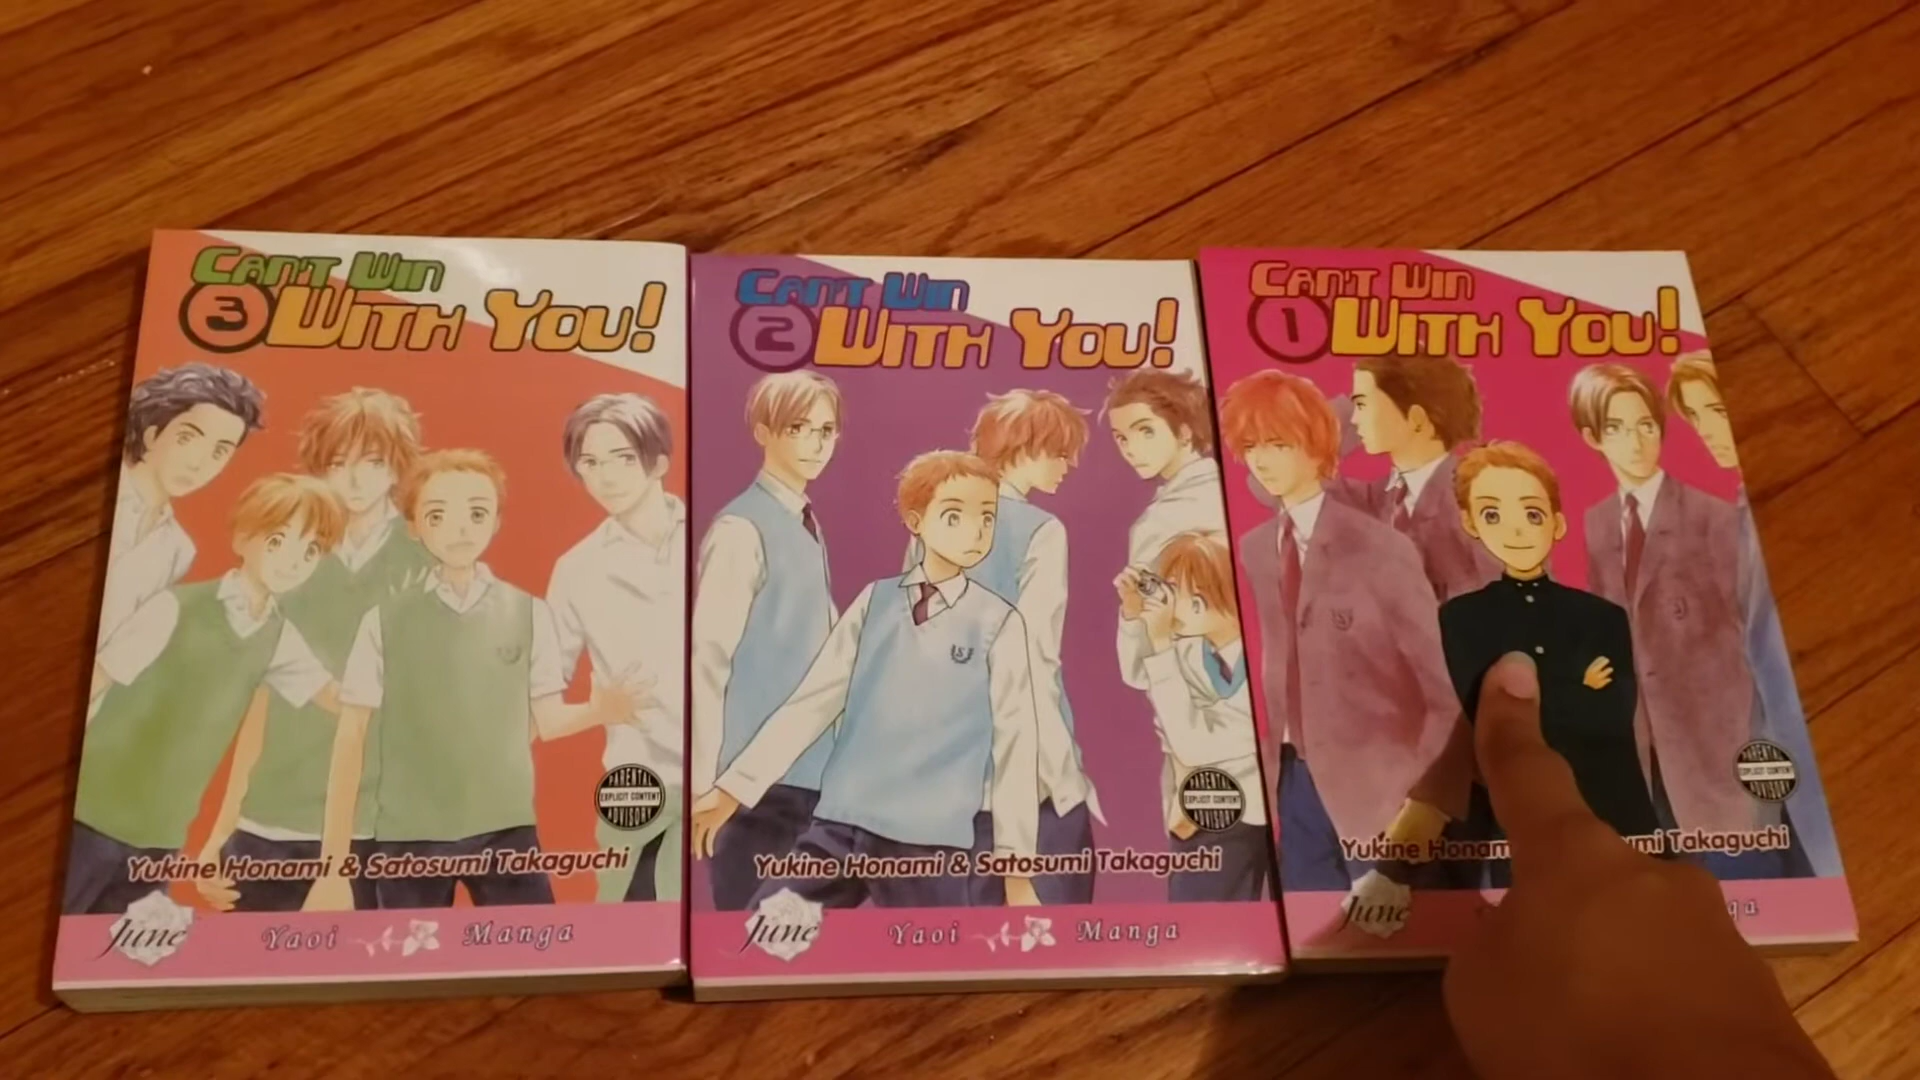 CAN'T WIN
3 WITH YOU!
PARENTAL
EXPLICIT CONTENT
ADVISORY
Yukine Honami & Satosumi Takaguchi
June Yaoi Manga
CAN'T WIN
2 WITH YOU!
S
PARENTAL
EXPLICIT CONTENT
ADVISORY
Yukine Honami & Satosumi Takaguchi
June Yaoi Manga
CAN'T WIN
1 WITH YOU!
PARENTAL
EXPLICIT CONTENT
ADVISORY
Yukine Takaguchi
June